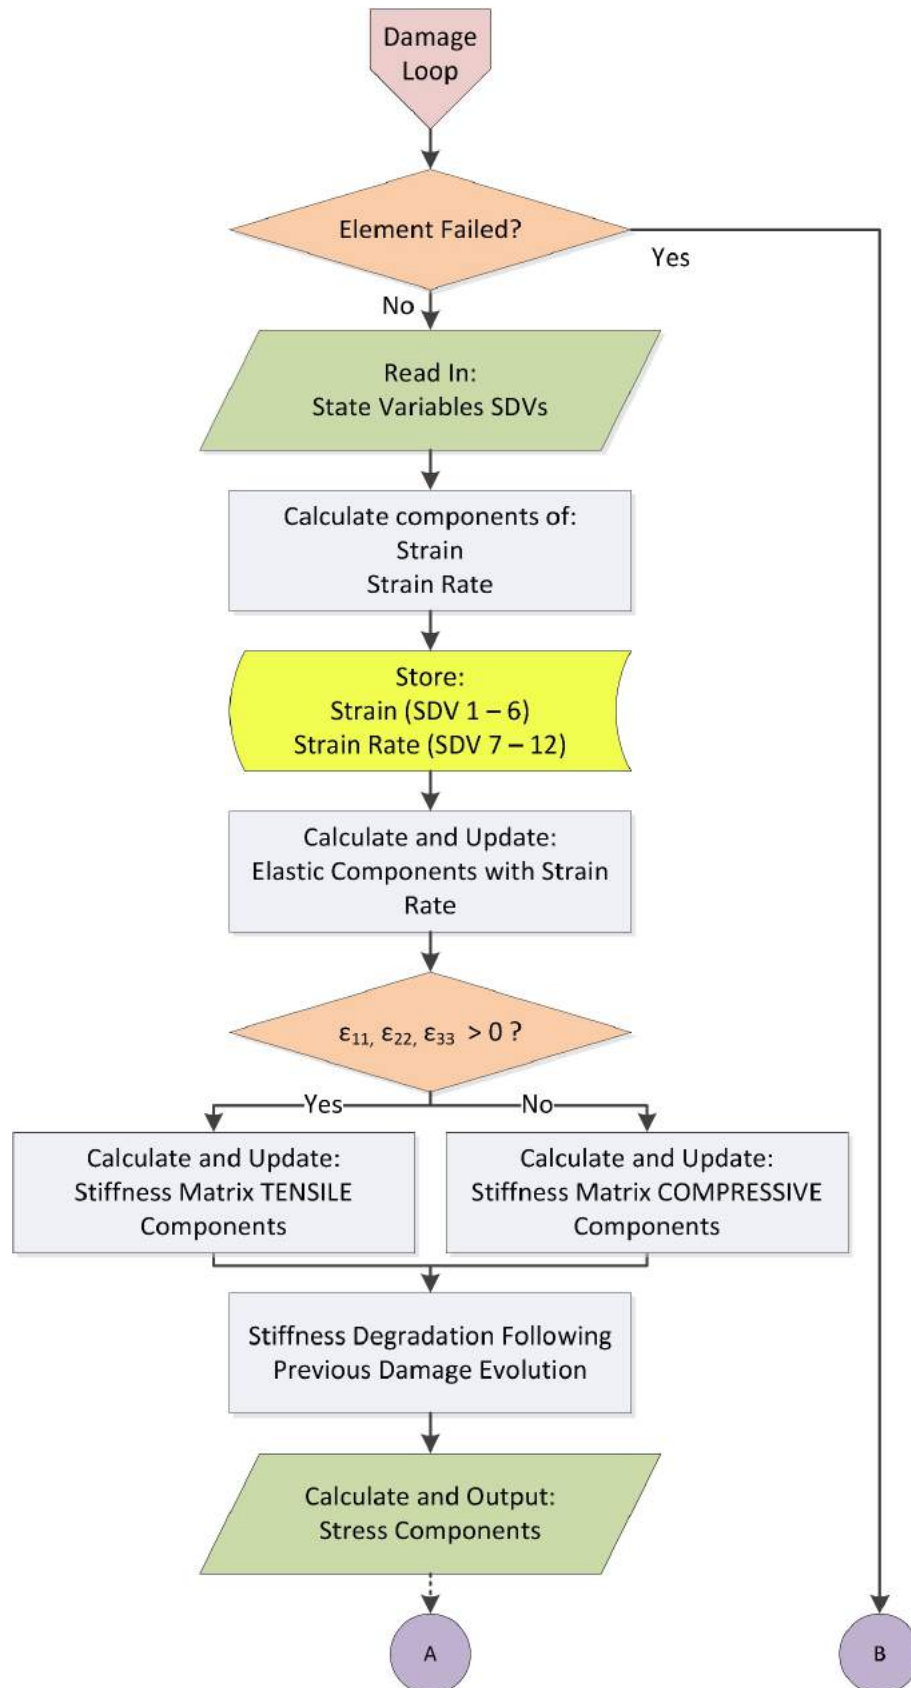 Damage
Loop
Element Failed?
Yes
No
Read In:
State Variables SDVs
Calculate components of:
Strain
Strain Rate
Store:
Strain (SDV 1 – 6)
Strain Rate (SDV 7 – 12)
Calculate and Update:
Elastic Components with Strain
Rate
ε11, ε22, ε33 > 0 ?
Yes
No
Calculate and Update:
Stiffness Matrix TENSILE
Components
Calculate and Update:
Stiffness Matrix COMPRESSIVE
Components
Stiffness Degradation Following
Previous Damage Evolution
Calculate and Output:
Stress Components
A
B